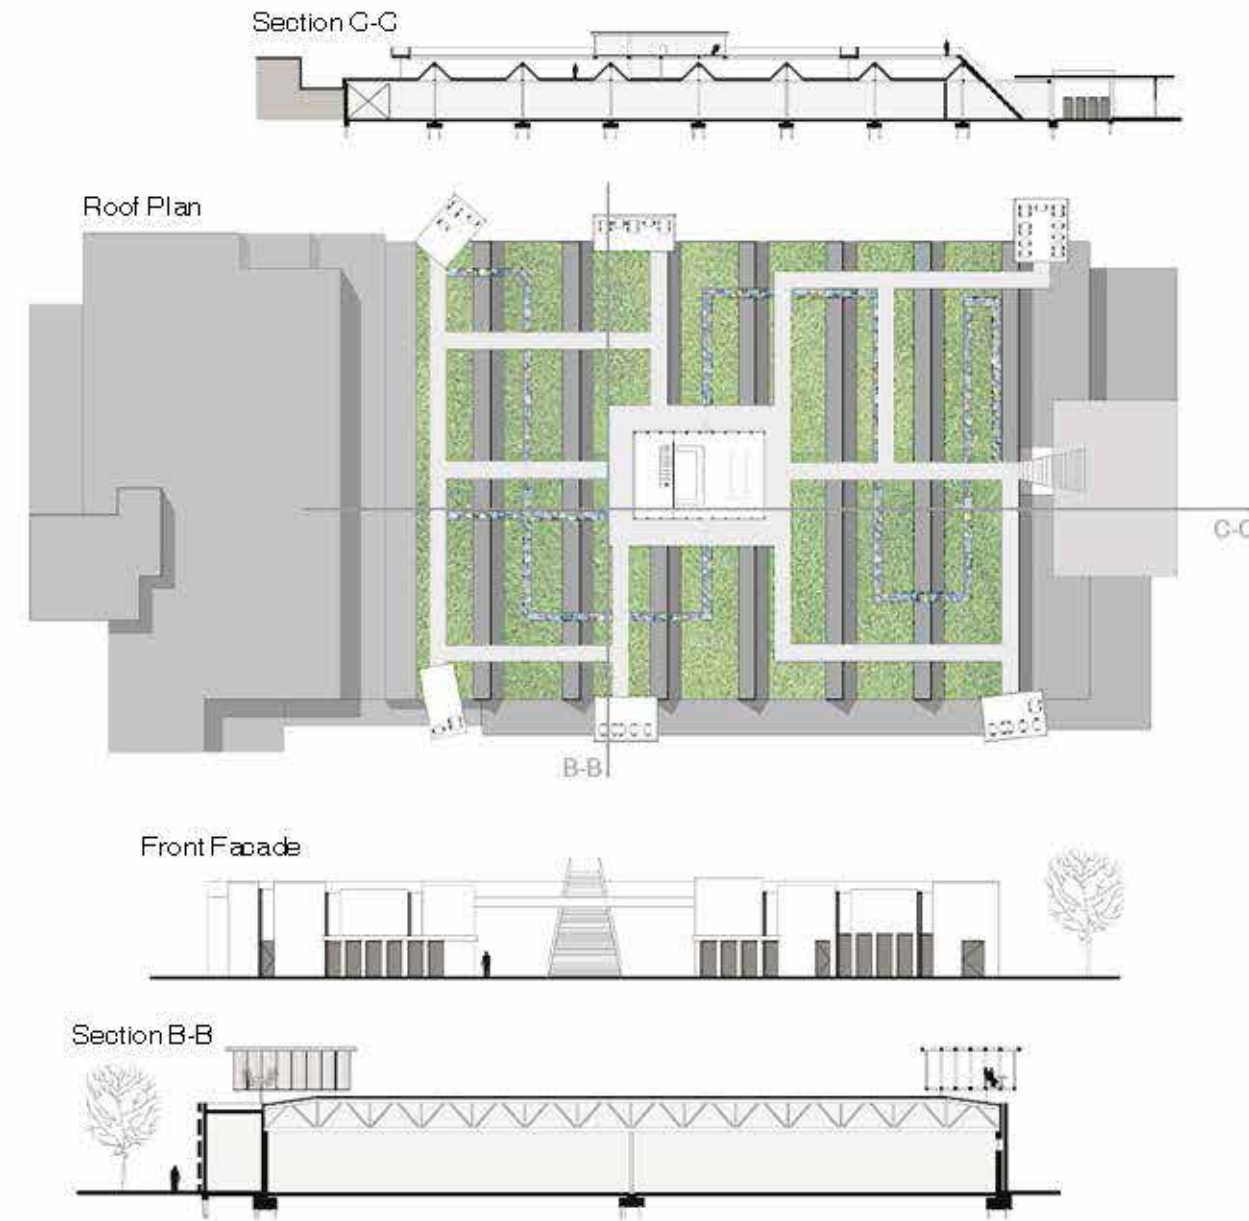 Section C-C
Roof Plan
C-C
B-B
Front Facade
Section B-B